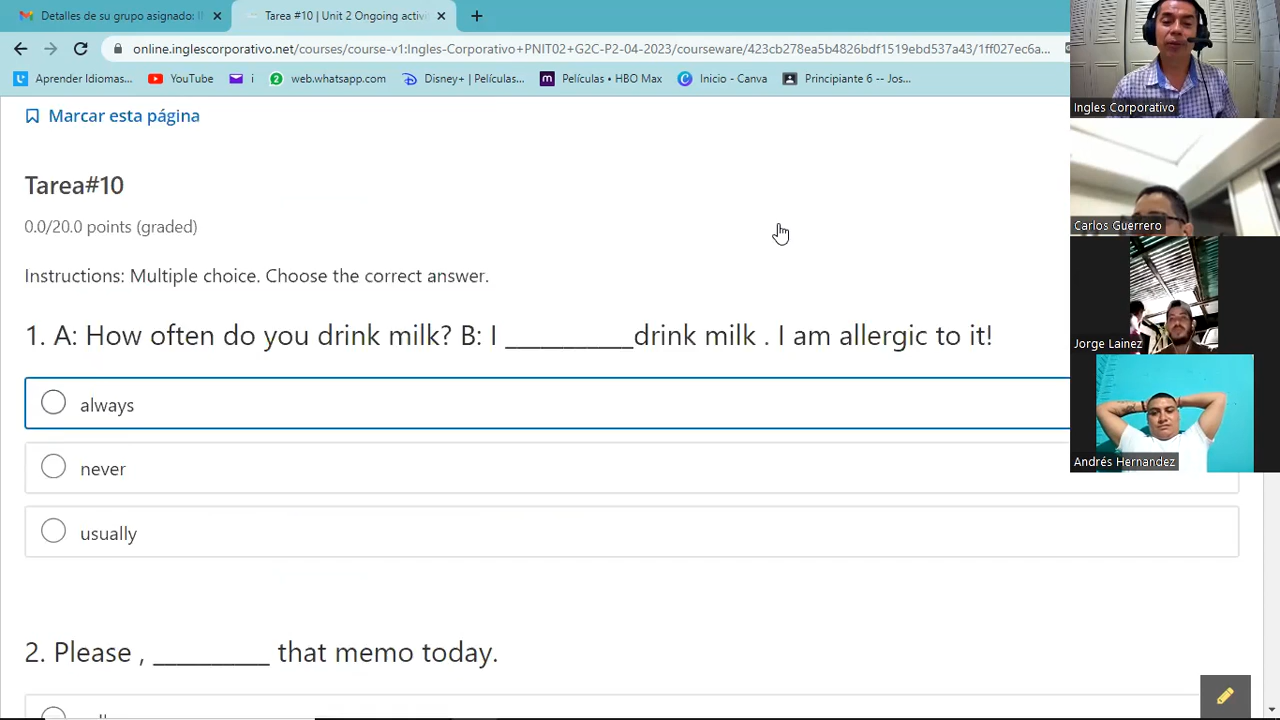 Detalles de su grupo asignado: I
Tarea #10 | Unit 2 Ongoing activi
online.inglescorporativo.net/courses/course-v1:Ingles-Corporativo+PNIT02+G2C-P2-04-2023/courseware/423cb278ea5b4826bdf1519ebd537a43/1ff027ec6a...
Aprender Idiomas... YouTube i web.whatsapp.com Disney+ | Películas... Películas • HBO Max Inicio - Canva Principiante 6 -- Jos...
Marcar esta página
Ingles Corporativo
Tarea#10
0.0/20.0 points (graded)
Carlos Guerrero
Instructions: Multiple choice. Choose the correct answer.
1. A: How often do you drink milk? B: I ___________drink milk . I am allergic to it!
Jorge Lainez
always
never
Andrés Hernandez
usually
2. Please , __________ that memo today.